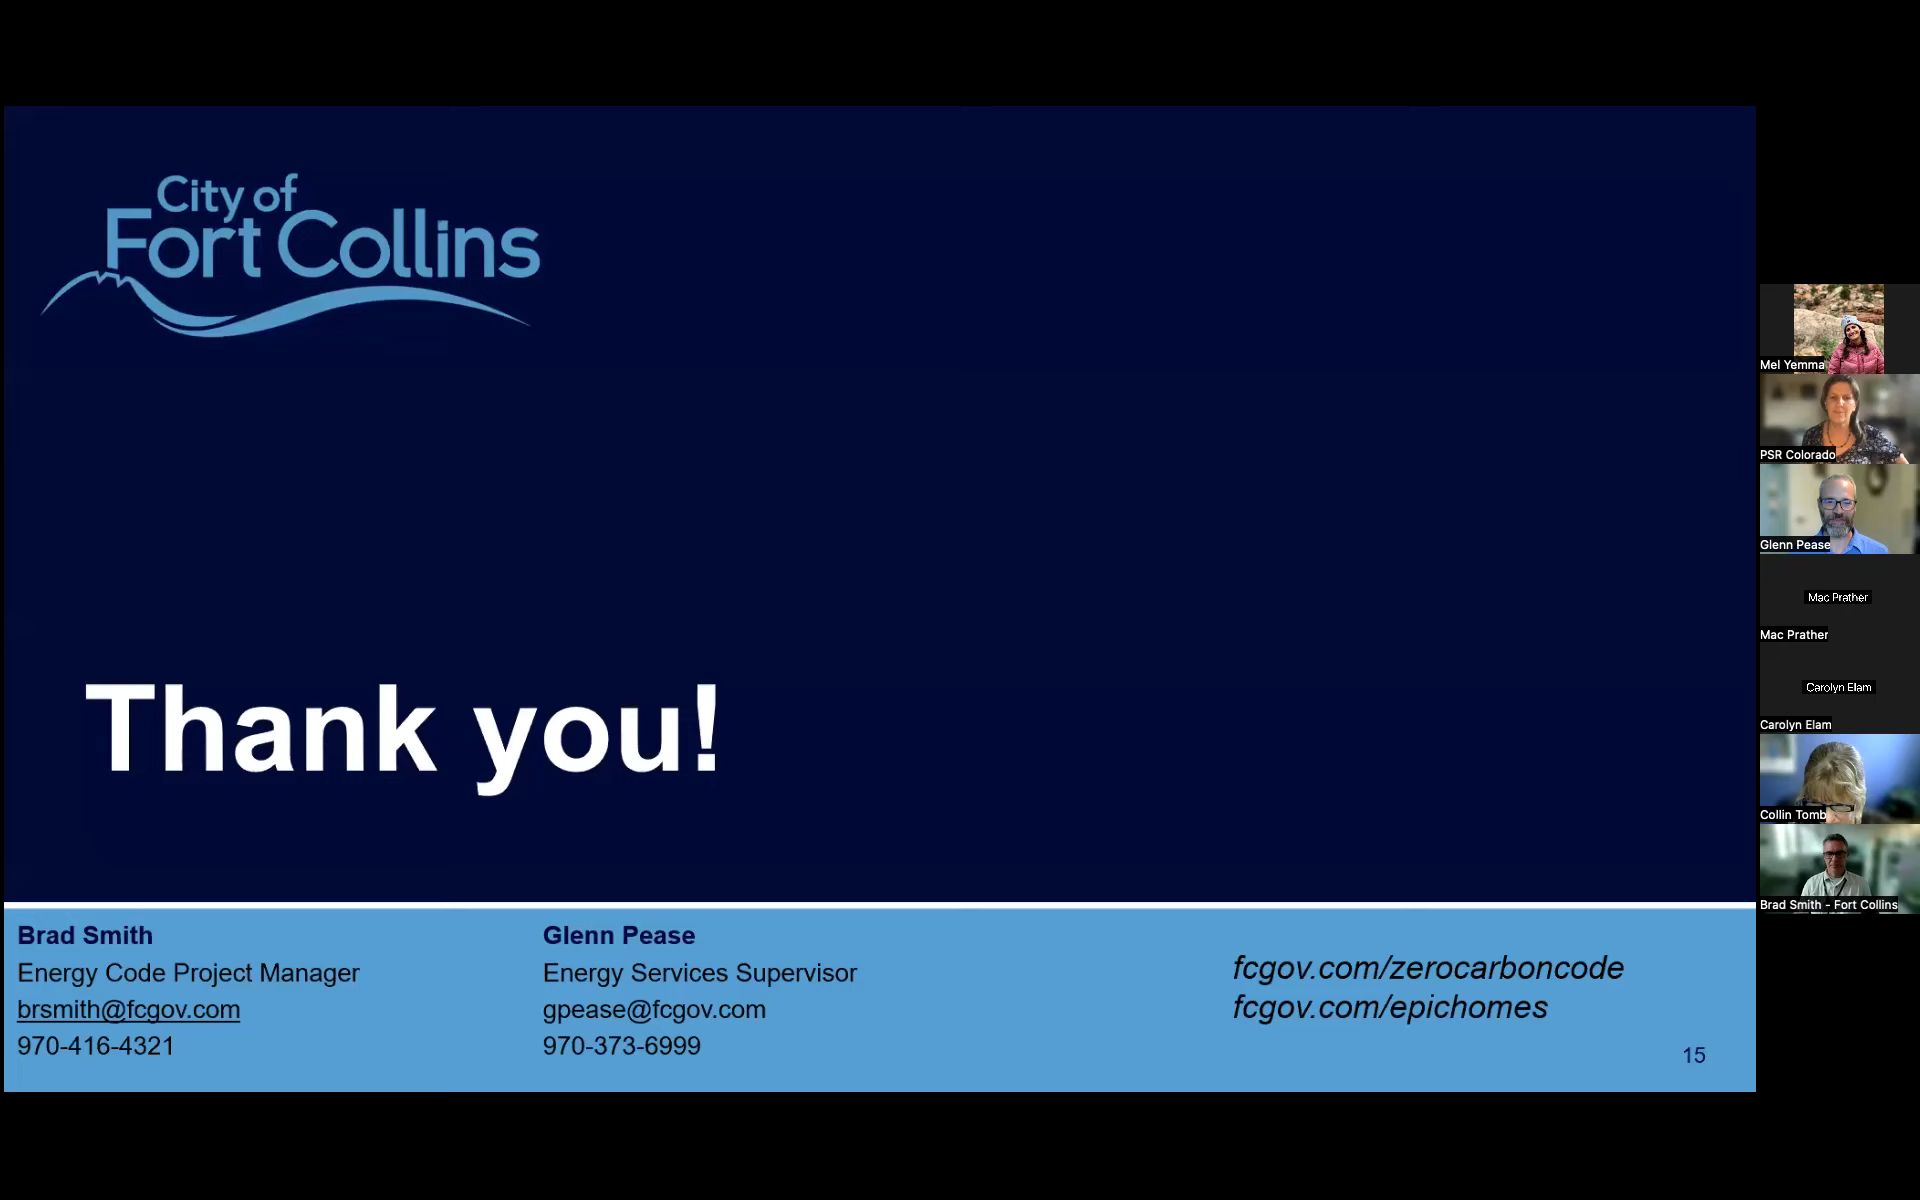 City of
Fort Collins
Thank you!
Brad Smith
Energy Code Project Manager
brsmith@fcgov.com
970-416-4321
Glenn Pease
Energy Services Supervisor
gpease@fcgov.com
970-373-6999
fcgov.com/zerocarboncode
fcgov.com/epichomes
15
Mel Yemma
PSR Colorado
Glenn Pease
Mac Prather
Mac Prather
Carolyn Elam
Carolyn Elam
Collin Tomb
Brad Smith - Fort Collins